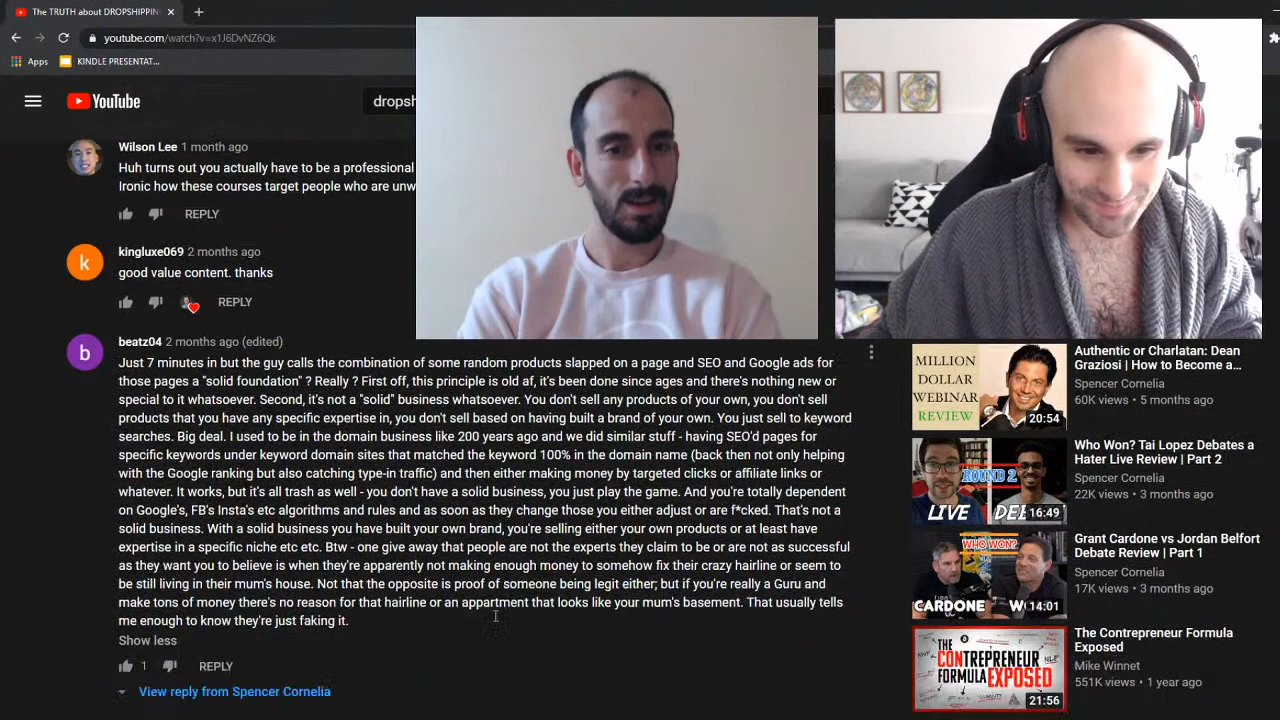 The TRUTH about DROPSHIPPIN
youtube.com/watch?v=x1J6DvNZ6Qk
Apps
KINDLE PRESENTAT...
YouTube
dropsh
Wilson Lee 1 month ago
Huh turns out you actually have to be a professional
Ironic how these courses target people who are unw
REPLY
kingluxe069 2 months ago
good value content. thanks
REPLY
k
b
beatz04 2 months ago (edited)
Just 7 minutes in but the guy calls the combination of some random products slapped on a page and SEO and Google ads for
those pages a "solid foundation" ? Really ? First off, this principle is old af, it's been done since ages and there's nothing new or
special to it whatsoever. Second, it's not a "solid" business whatsoever. You don't sell any products of your own, you don't sell
products that you have any specific expertise in, you don't sell based on having built a brand of your own. You just sell to keyword
searches. Big deal. I used to be in the domain business like 200 years ago and we did similar stuff - having SEO'd pages for
specific keywords under keyword domain sites that matched the keyword 100% in the domain name (back then not only helping
with the Google ranking but also catching type-in traffic) and then either making money by targeted clicks or affiliate links or
whatever. It works, but it's all trash as well - you don't have a solid business, you just play the game. And you're totally dependent
on Google's, FB's Insta's etc algorithms and rules and as soon as they change those you either adjust or are f*cked. That's not a
solid business. With a solid business you have built your own brand, you're selling either your own products or at least have
expertise in a specific niche etc etc. Btw - one give away that people are not the experts they claim to be or are not as successful
as they want you to believe is when they're apparently not making enough money to somehow fix their crazy hairline or seem to
be still living in their mum's house. Not that the opposite is proof of someone being legit either; but if you're really a Guru and
make tons of money there's no reason for that hairline or an appartment that looks like your mum's basement. That usually tells
me enough to know they're just faking it.
Show less
1
REPLY
View reply from Spencer Cornelia
MILLION
DOLLAR
WEBINAR
REVIEW
20:54
Authentic or Charlatan: Dean
Graziosi | How to Become a...
Spencer Cornelia
60K views • 5 months ago
ROUND 2
LIVE
16:49
Who Won? Tai Lopez Debates a
Hater Live Review | Part 2
Spencer Cornelia
22K views • 3 months ago
WHO WON?
CARDONE
14:01
Grant Cardone vs Jordan Belfort
Debate Review | Part 1
Spencer Cornelia
17K views • 3 months ago
THE
CONTREPRENEUR
FORMULA
EXPOSED
NLP
21:56
The Contrepreneur Formula
Exposed
Mike Winnet
551K views • 1 year ago